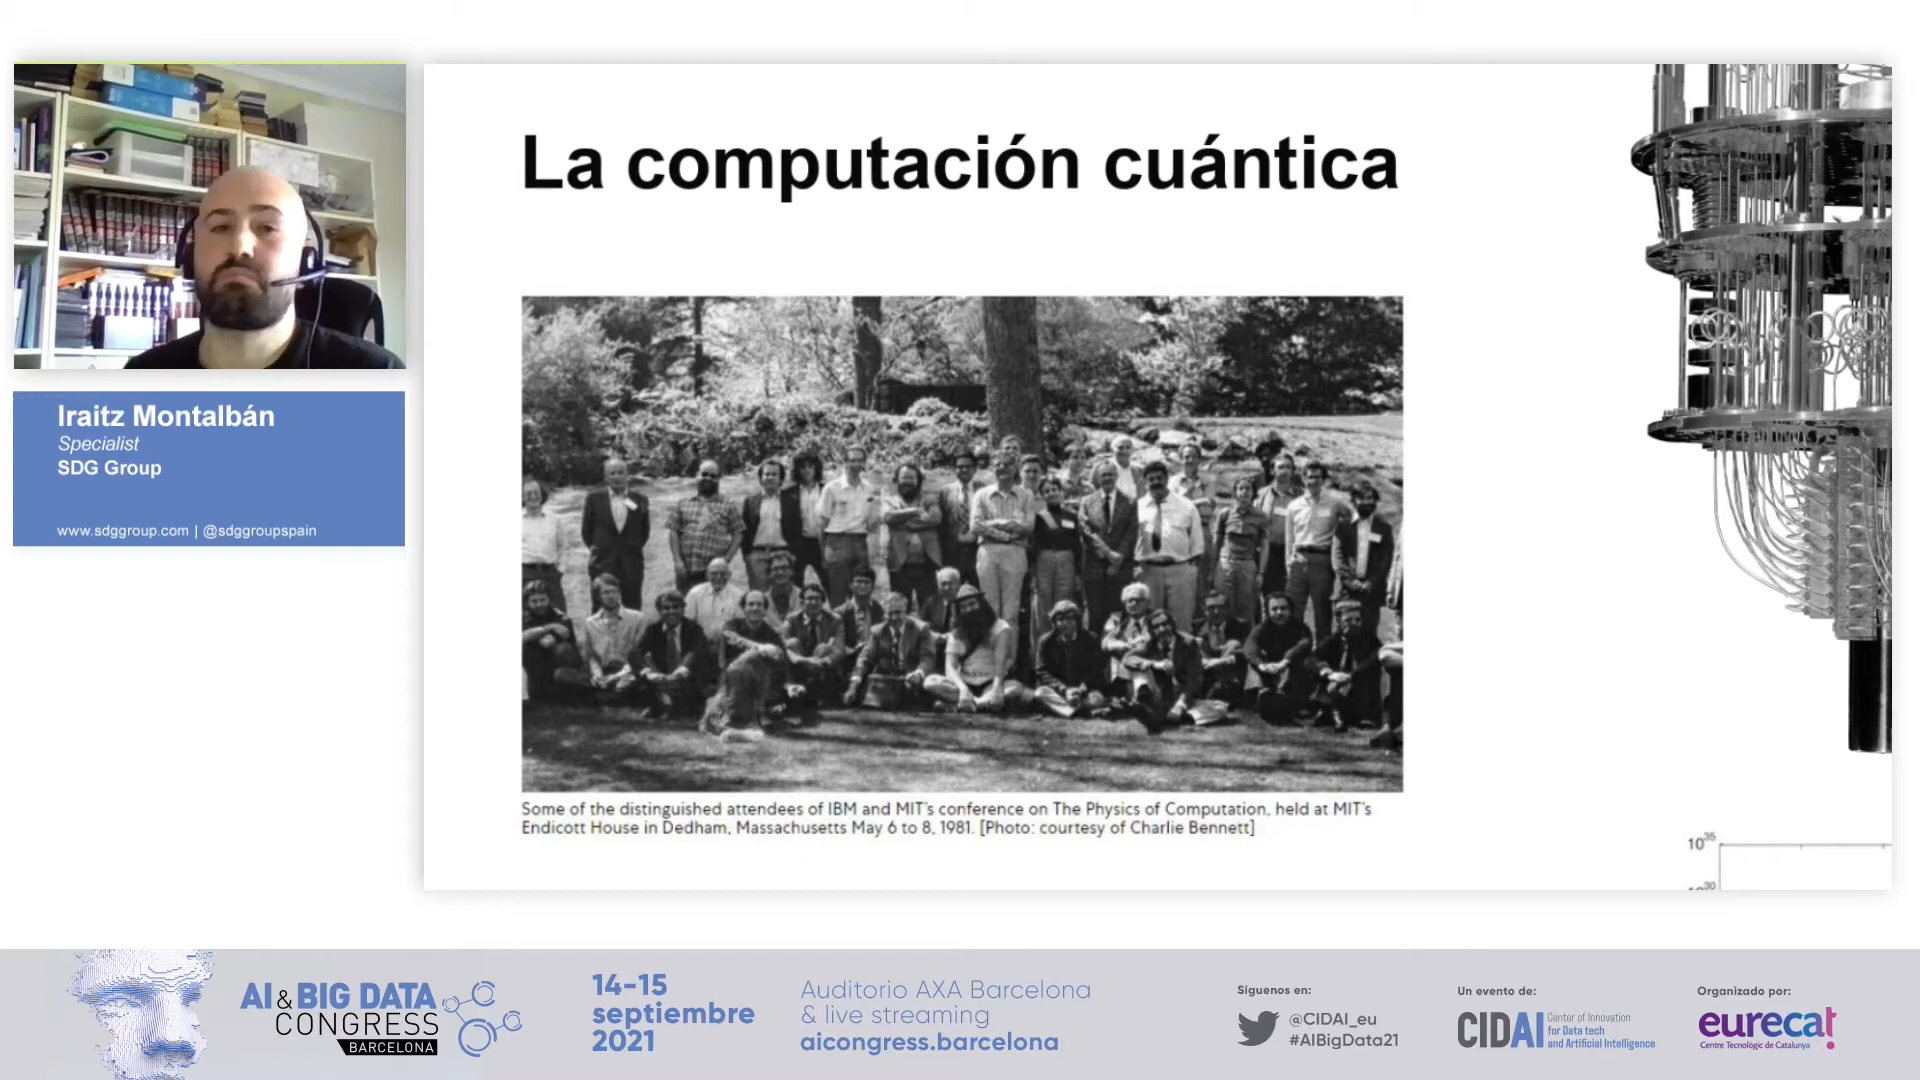 La computación cuántica
Iraitz Montalbán
Specialist
SDG Group
www.sdggroup.com | @sdggroupspain
Some of the distinguished attendees of IBM and MIT's conference on The Physics of Computation, held at MIT's
Endicott House in Dedham, Massachusetts May 6 to 8, 1981. [Photo: courtesy of Charlie Bennett]
10^35
10^30
AI & BIG DATA
CONGRESS
BARCELONA
14-15
septiembre
2021
Auditorio AXA Barcelona
& live streaming
aicongress.barcelona
Síguenos en:
@CIDAI_eu
#AIBigData21
Un evento de:
CIDAI
Center of Innovation
for Data tech
and Artificial Intelligence
Organizado por:
eurecat
Centre Tecnològic de Catalunya